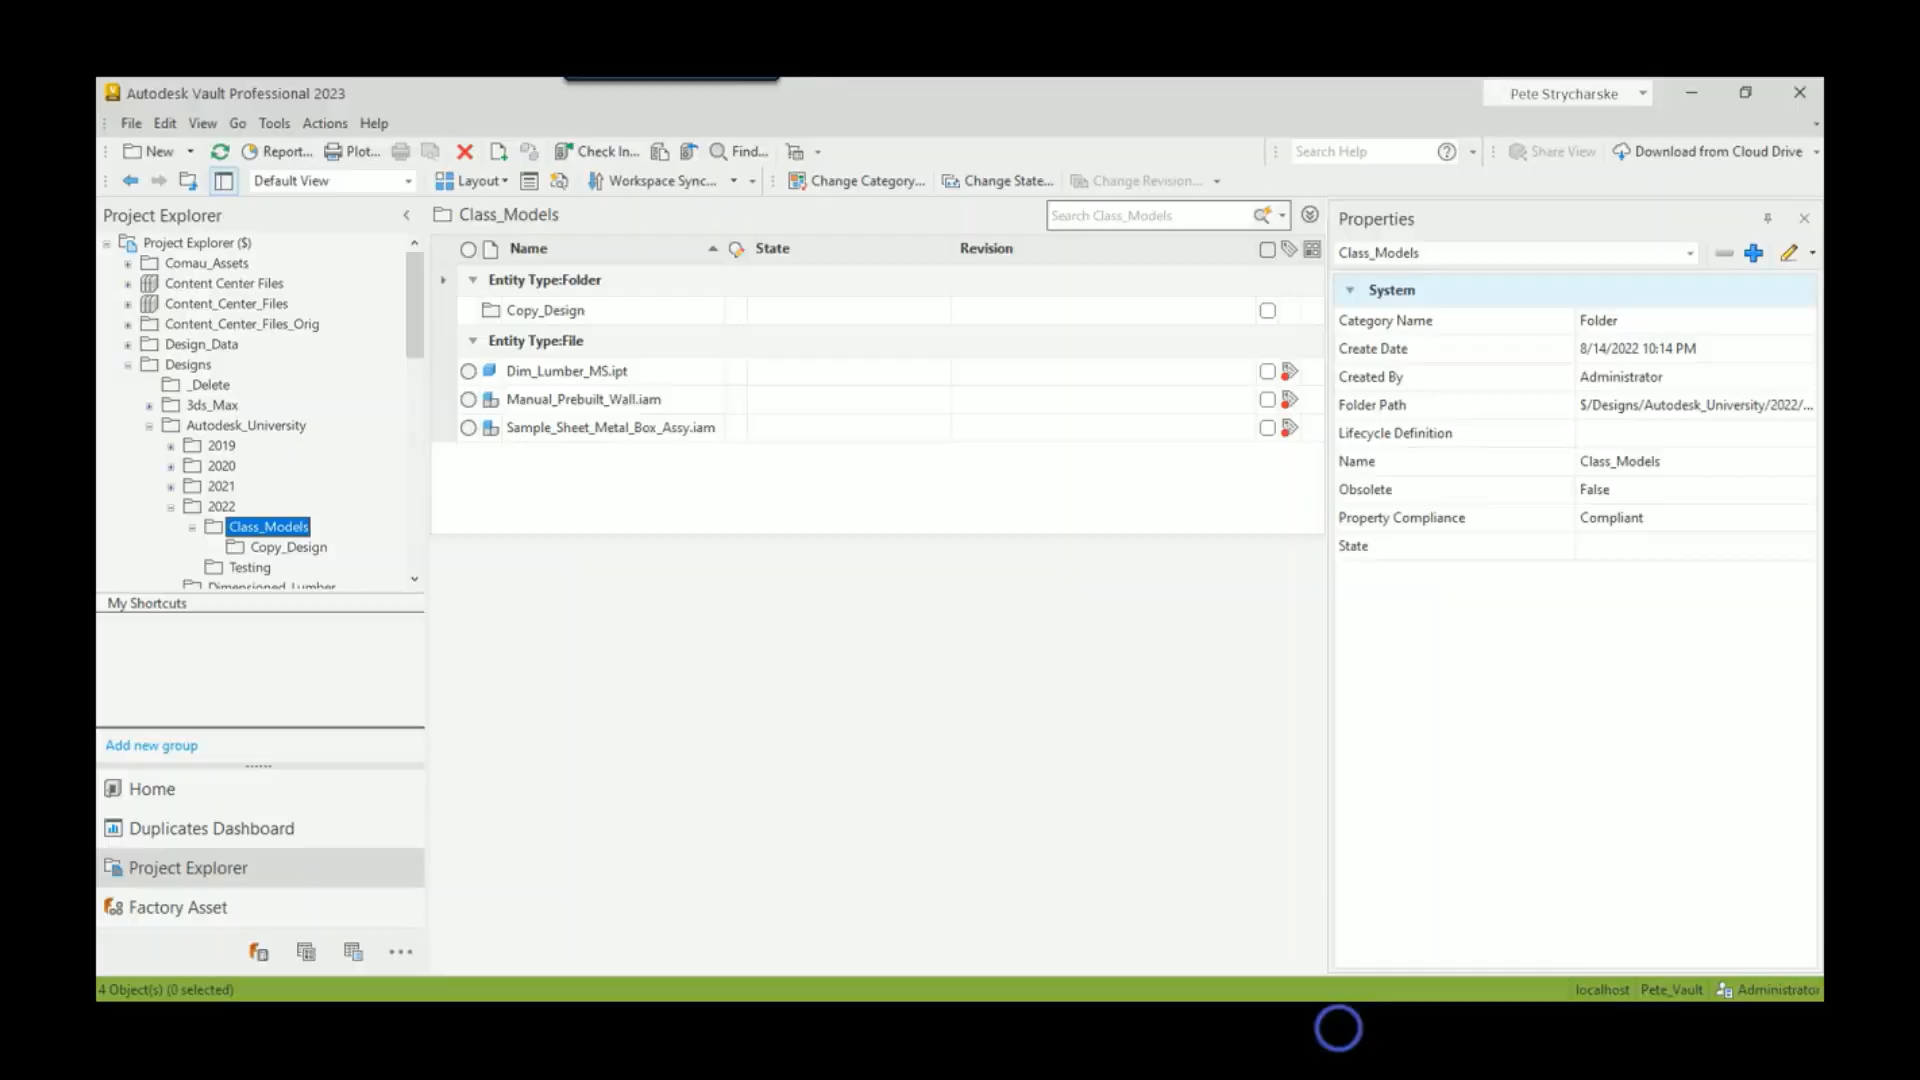 Autodesk Vault Professional 2023
Pete Strycharske
File Edit View Go Tools Actions Help
New Report... Plot... Check In... Find... Search Help Share View Download from Cloud Drive
Default View Layout Workspace Sync... Change Category... Change State... Change Revision...
Project Explorer
Project Explorer ($)
Comau_Assets
Content Center Files
Content_Center_Files
Content_Center_Files_Orig
Design_Data
Designs
_Delete
3ds_Max
Autodesk_University
2019
2020
2021
2022
Class_Models
Copy_Design
Testing
Dimensioned_Lumber
My Shortcuts
Add new group
Home
Duplicates Dashboard
Project Explorer
Factory Asset
Class_Models
Search Class_Models
Name State Revision
Entity Type:Folder
Copy_Design
Entity Type:File
Dim_Lumber_MS.ipt
Manual_Prebuilt_Wall.iam
Sample_Sheet_Metal_Box_Assy.iam
Properties
Class_Models
System
Category Name Folder
Create Date 8/14/2022 10:14 PM
Created By Administrator
Folder Path $/Designs/Autodesk_University/2022/...
Lifecycle Definition
Name Class_Models
Obsolete False
Property Compliance Compliant
State
4 Object(s) (0 selected)
localhost Pete_Vault Administrator